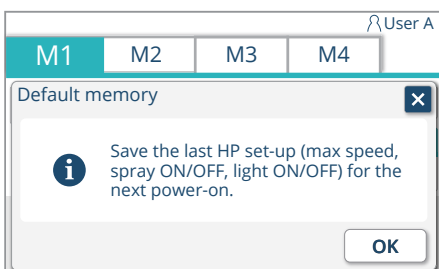 User A
M1 M2 M3 M4
Default memory
Save the last HP set-up (max speed,
spray ON/OFF, light ON/OFF) for the
next power-on.
OK